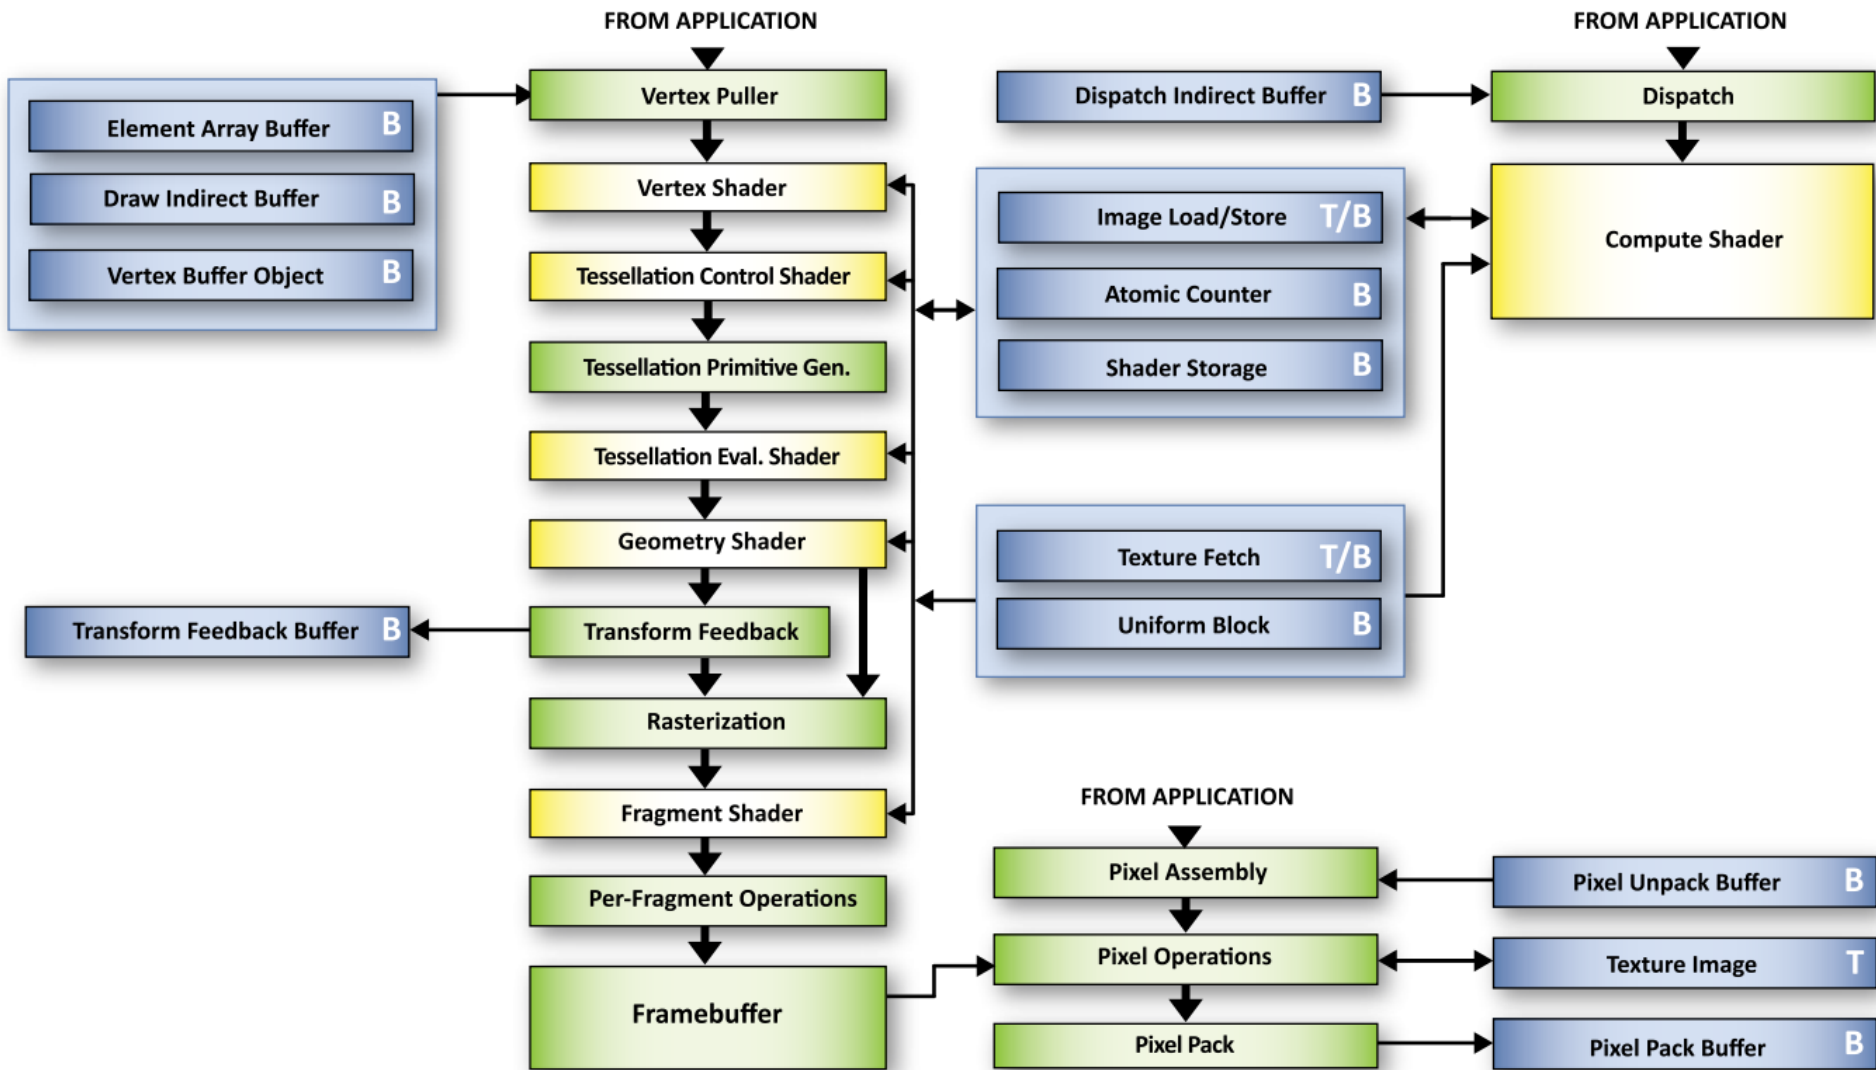 FROM APPLICATION
FROM APPLICATION
Vertex Puller
Dispatch Indirect Buffer B
Dispatch
Element Array Buffer B
Draw Indirect Buffer B
Vertex Buffer Object B
Vertex Shader
Tessellation Control Shader
Tessellation Primitive Gen.
Tessellation Eval. Shader
Geometry Shader
Transform Feedback Buffer B
Transform Feedback
Rasterization
Fragment Shader
Per-Fragment Operations
Framebuffer
Image Load/Store T/B
Atomic Counter B
Shader Storage B
Compute Shader
Texture Fetch T/B
Uniform Block B
FROM APPLICATION
Pixel Assembly
Pixel Unpack Buffer B
Pixel Operations
Texture Image T
Pixel Pack
Pixel Pack Buffer B